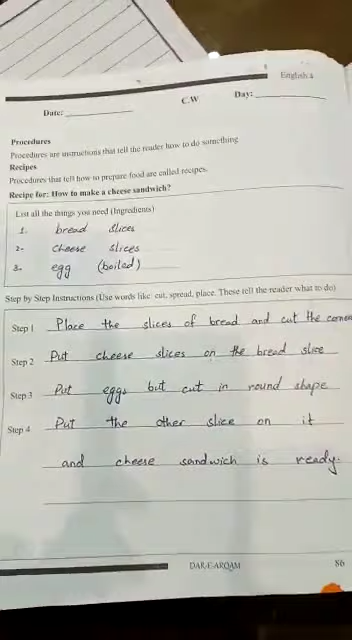 English 4
C.W
Day:
Date:
Procedures
Procedures are instructions that tell the reader how to do something
Recipes
Procedures that tell how to prepare food are called recipes.
Recipe for: How to make a cheese sandwich?
List all the things you need (Ingredients)
1. bread slices
2- cheese slices
3- egg (boiled)
Step by Step Instructions (Use words like: cut, spread, place. These tell the reader what to do)
Step 1 Place the slices of bread and cut the corners
Step 2 Put cheese slices on the bread slice
Step 3 Put eggs but cut in round shape
Step 4 Put the other slice on it
and cheese sandwich is ready.
DAR-E-ARQAM
86